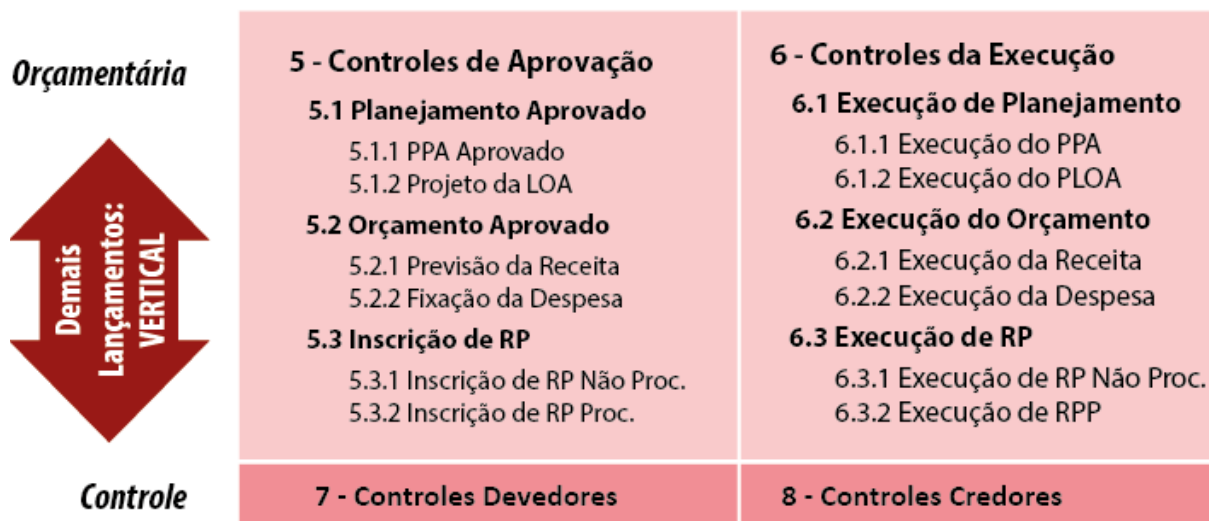 Orçamentária
Demais
Lançamentos:
VERTICAL
5 - Controles de Aprovação
5.1 Planejamento Aprovado
5.1.1 PPA Aprovado
5.1.2 Projeto da LOA
5.2 Orçamento Aprovado
5.2.1 Previsão da Receita
5.2.2 Fixação da Despesa
5.3 Inscrição de RP
5.3.1 Inscrição de RP Não Proc.
5.3.2 Inscrição de RP Proc.
6 - Controles da Execução
6.1 Execução de Planejamento
6.1.1 Execução do PPA
6.1.2 Execução do PLOA
6.2 Execução do Orçamento
6.2.1 Execução da Receita
6.2.2 Execução da Despesa
6.3 Execução de RP
6.3.1 Execução de RP Não Proc.
6.3.2 Execução de RPP
Controle
7 - Controles Devedores
8 - Controles Credores